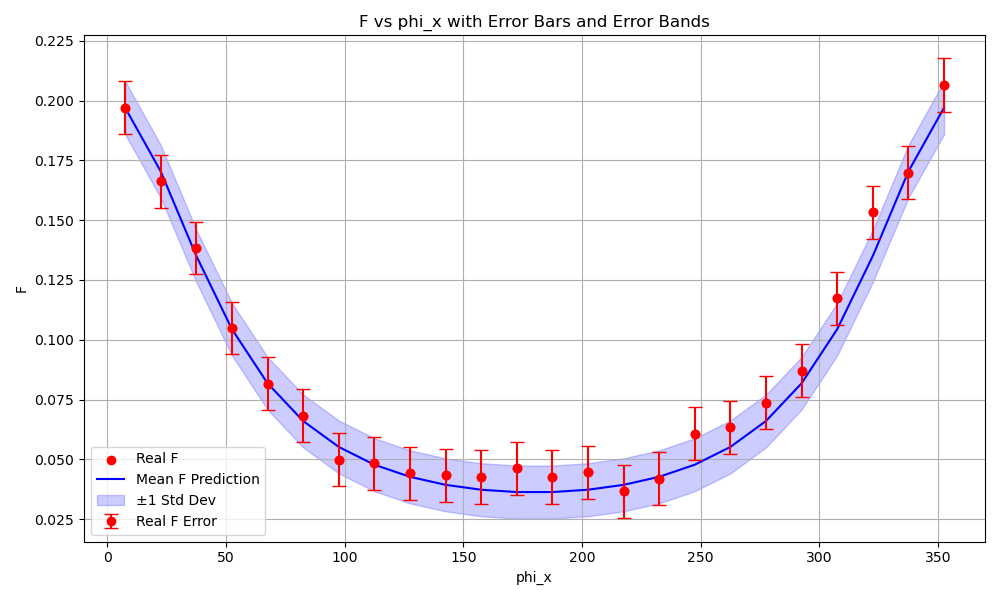 F vs phi_x with Error Bars and Error Bands
0.225
0.200
0.175
0.150
0.125
0.100
0.075
0.050
0.025
F
Real F
Mean F Prediction
±1 Std Dev
Real F Error
0 50 100 150 200 250 300 350
phi_x